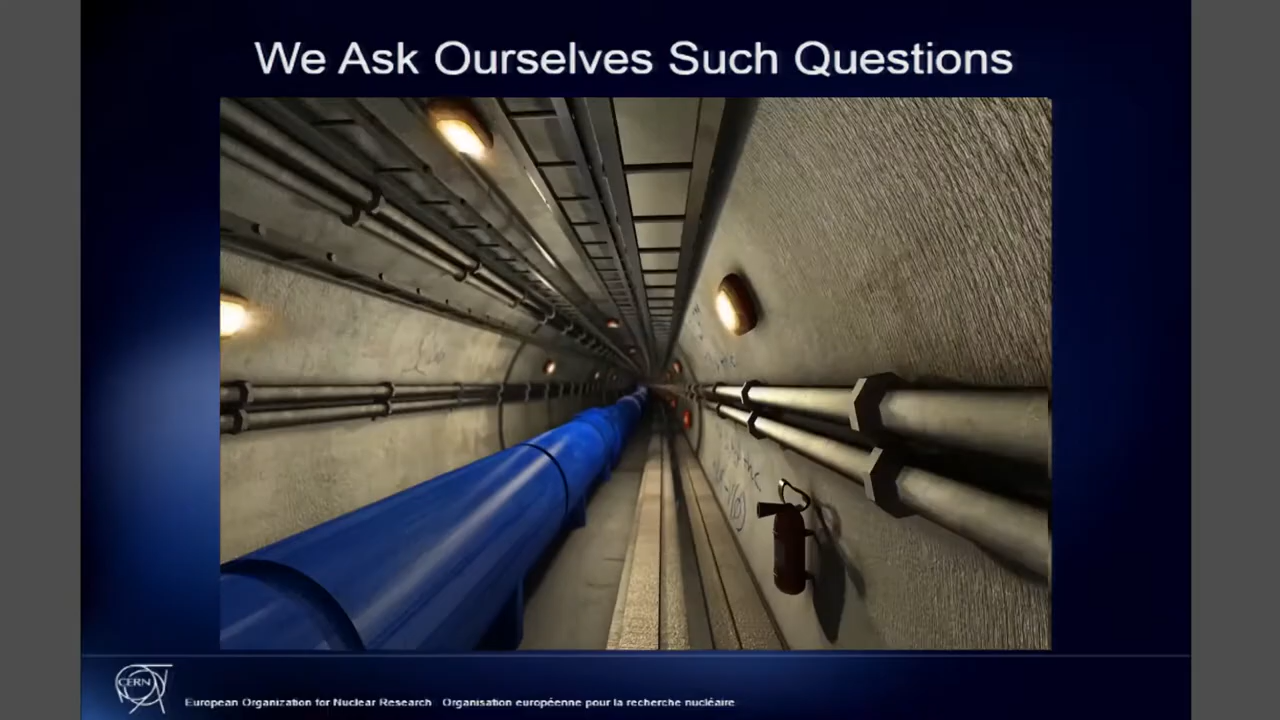 We Ask Ourselves Such Questions
CERN
European Organization for Nuclear Research Organisation européenne pour la recherche nucléaire